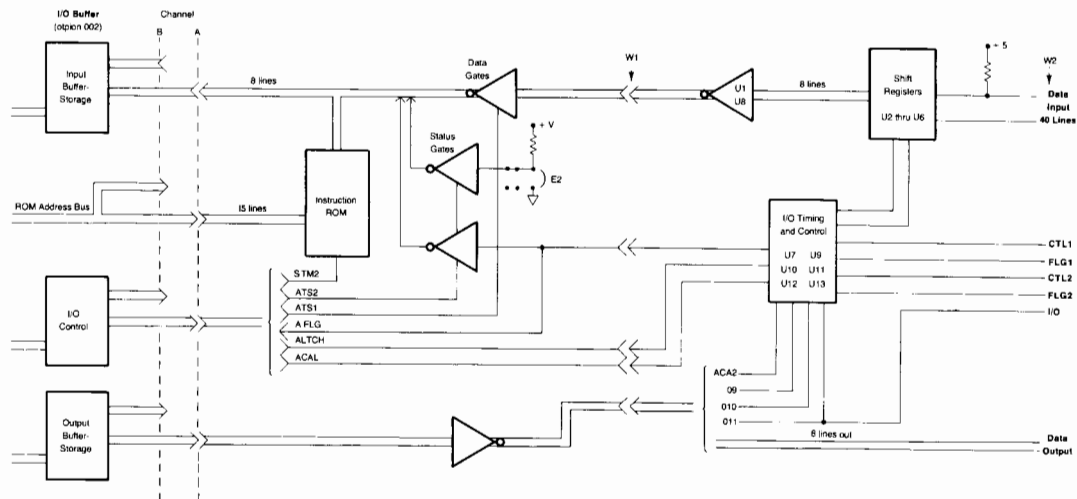 I/O Buffer
(otpion 002)
Channel
B
A
Input
Buffer-
Storage
8 lines
Data
Gates
W1
U1
U8
8 lines
Shift
Registers
U2 thru U6
+ 5
W2
Data
Input
40 Lines
Status
Gates
+ V
E2
ROM Address Bus
15 lines
Instruction
ROM
I/O Timing
and Control
U7 U9
U10 U11
U12 U13
CTL1
FLG1
CTL2
FLG2
I/O
I/O
Control
STM2
ATS2
ATS1
A FLG
ALTCH
ACAL
ACA2
09
010
011
Output
Buffer-
Storage
8 lines out
Data
Output